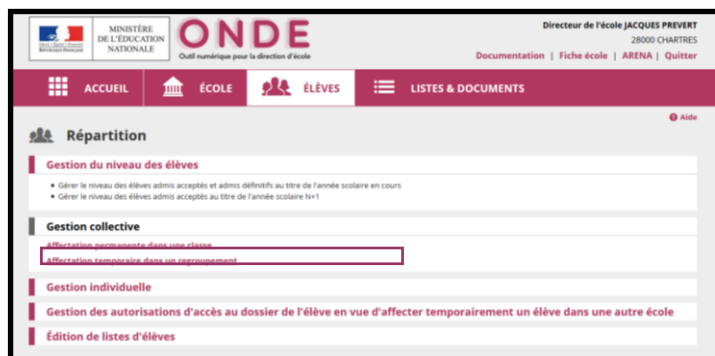 MINISTÈRE
DE L'ÉDUCATION
NATIONALE
RÉPUBLIQUE FRANÇAISE
ONDE
Outil numérique pour la direction d'école
Directeur de l'école JACQUES PREVERT
28000 CHARTRES
Documentation | Fiche école | ARENA | Quitter
ACCUEIL ÉCOLE ÉLÈVES LISTES & DOCUMENTS
Aide
Répartition
Gestion du niveau des élèves
• Gérer le niveau des élèves admis acceptés et admis définitifs au titre de l'année scolaire en cours
• Gérer le niveau des élèves admis acceptés au titre de l'année scolaire N+1
Gestion collective
Affectation permanente dans une classe
Affectation temporaire dans un regroupement
Gestion individuelle
Gestion des autorisations d'accès au dossier de l'élève en vue d'affecter temporairement un élève dans une autre école
Édition de listes d'élèves